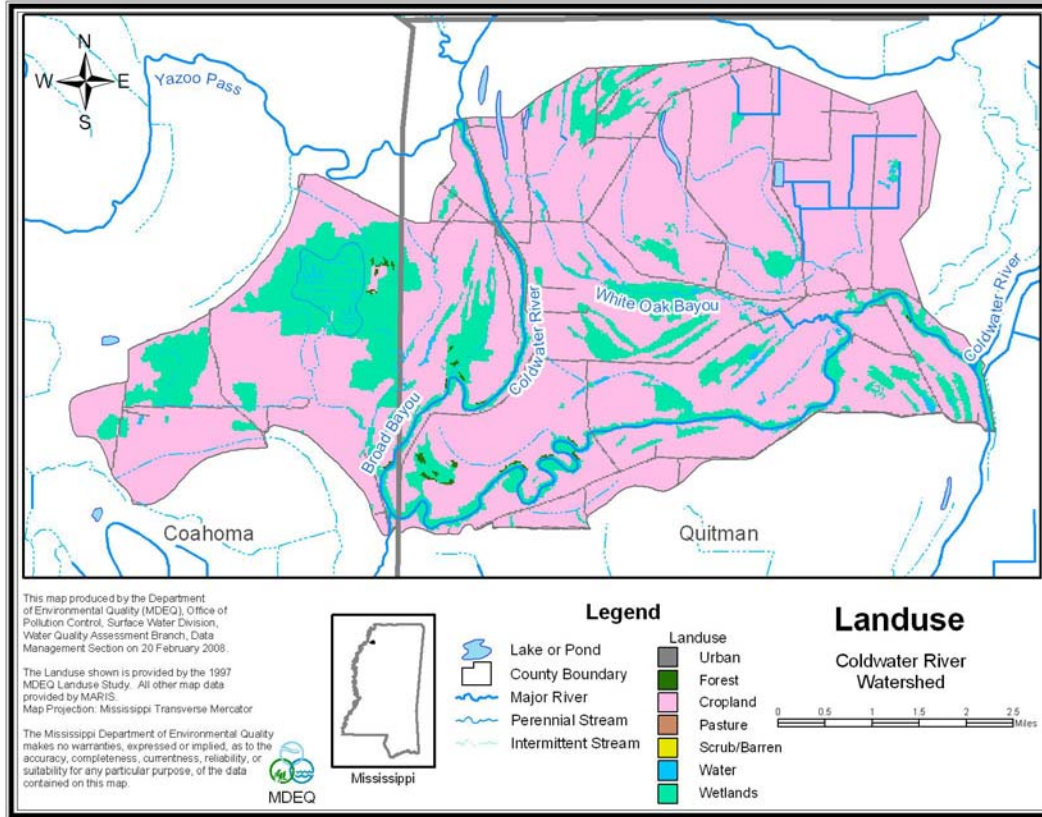 N
W E
S
Yazoo Pass
White Oak Bayou
Coldwater River
Coldwater River
Broad Bayou
Coahoma
Quitman
This map produced by the Department
of Environmental Quality (MDEQ), Office of
Pollution Control, Surface Water Division,
Water Quality Assessment Branch, Data
Management Section on 20 February 2008.
The Landuse shown is provided by the 1997
MDEQ Landuse Study. All other map data
provided by MARIS.
Map Projection: Mississippi Transverse Mercator
The Mississippi Department of Environmental Quality
makes no warranties, expressed or implied, as to the
accuracy, completeness, currentness, reliability, or
suitability for any particular purpose, of the data
contained on this map.
MDEQ
Mississippi
Legend
Lake or Pond
County Boundary
Major River
Perennial Stream
Intermittent Stream
Landuse
Urban
Forest
Cropland
Pasture
Scrub/Barren
Water
Wetlands
Landuse
Coldwater River
Watershed
0 0.5 1 1.5 2 2.5
Miles